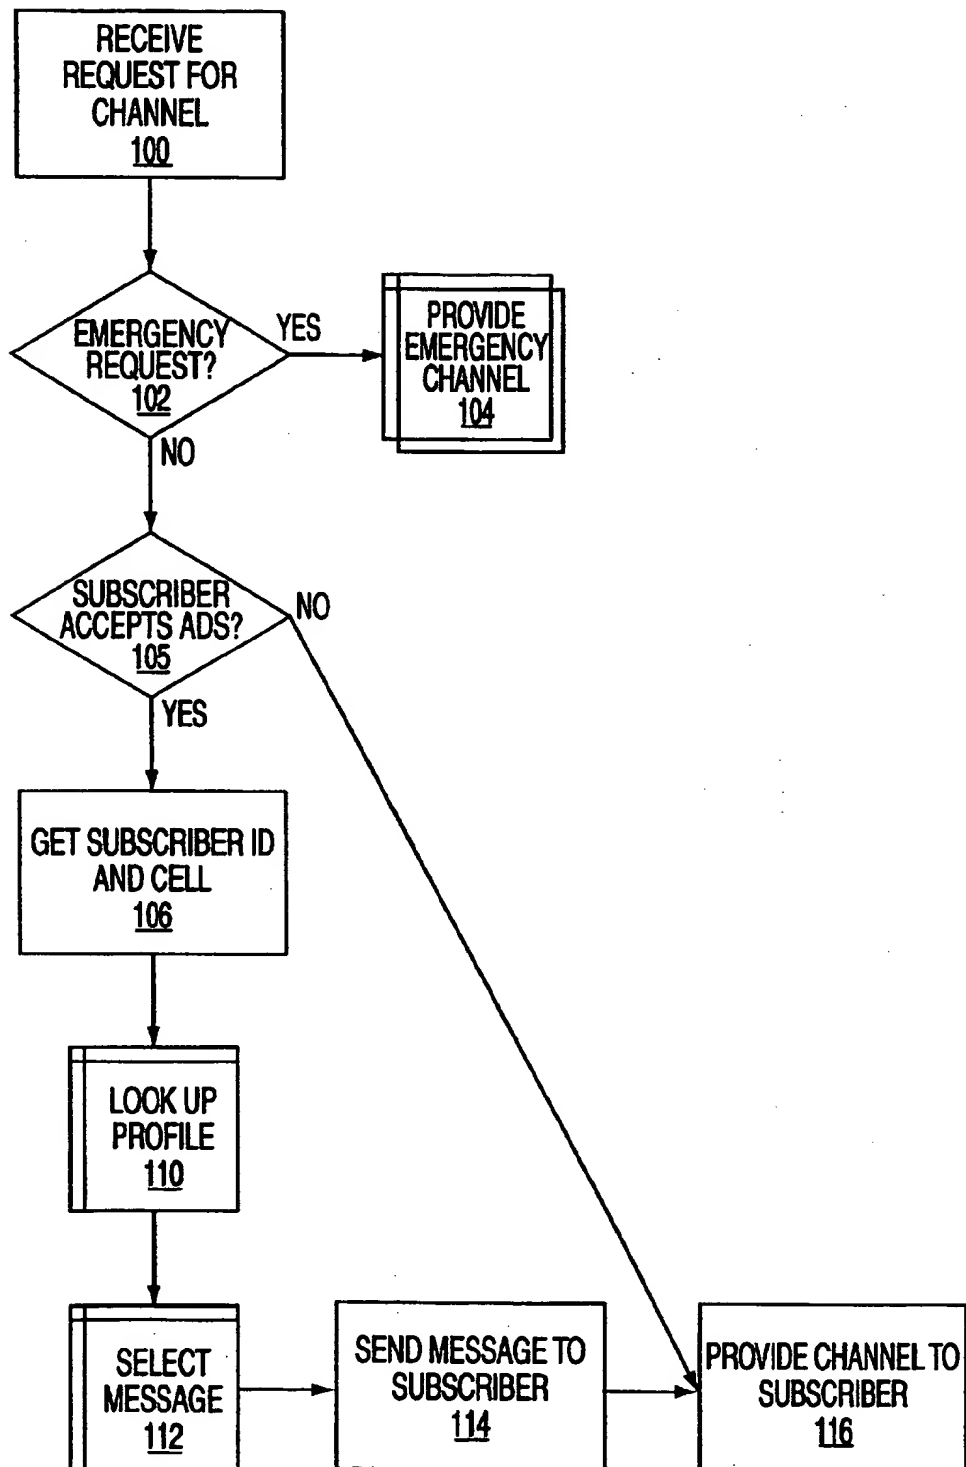 RECEIVE
REQUEST FOR
CHANNEL
100
EMERGENCY
REQUEST?
102
YES
PROVIDE
EMERGENCY
CHANNEL
104
NO
SUBSCRIBER
ACCEPTS ADS?
105
NO
YES
GET SUBSCRIBER ID
AND CELL
106
LOOK UP
PROFILE
110
SELECT
MESSAGE
112
SEND MESSAGE TO
SUBSCRIBER
114
PROVIDE CHANNEL TO
SUBSCRIBER
116